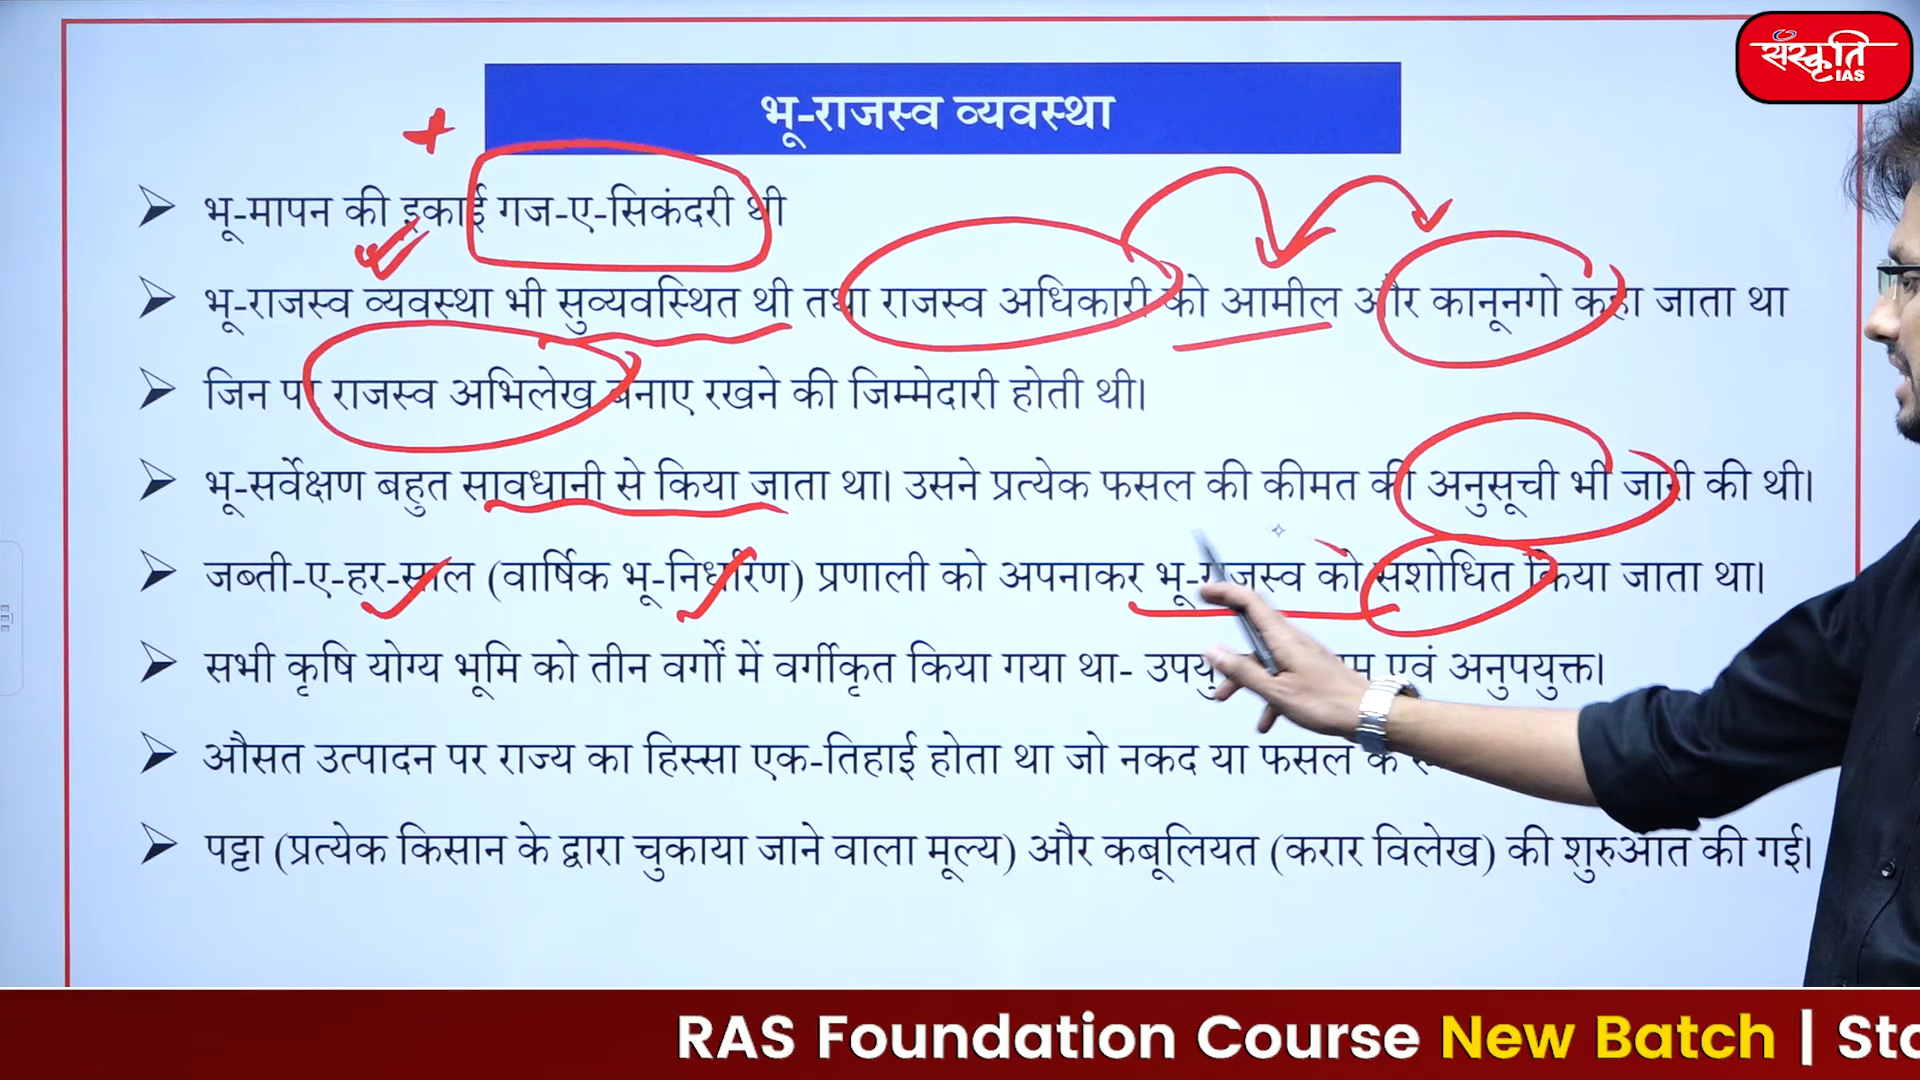 संस्कृति
IAS
भू-राजस्व व्यवस्था
भू-मापन की इकाई गज-ए-सिकंदरी थी
भू-राजस्व व्यवस्था भी सुव्यवस्थित थी तथा राजस्व अधिकारी को आमील और कानूनगो कहा जाता था
जिन पर राजस्व अभिलेख बनाए रखने की जिम्मेदारी होती थी।
भू-सर्वेक्षण बहुत सावधानी से किया जाता था। उसने प्रत्येक फसल की कीमत की अनुसूची भी जारी की थी।
जब्ती-ए-हर-साल (वार्षिक भू-निर्धारण) प्रणाली को अपनाकर भू-राजस्व को संशोधित किया जाता था।
सभी कृषि योग्य भूमि को तीन वर्गों में वर्गीकृत किया गया था- एवं अनुपयुक्त।
औसत उत्पादन पर राज्य का हिस्सा एक-तिहाई होता था जो नकद या फसल के
पट्टा (प्रत्येक किसान के द्वारा चुकाया जाने वाला मूल्य) और कबूलियत (करार विलेख) की शुरुआत की गई।
RAS Foundation Course New Batch |